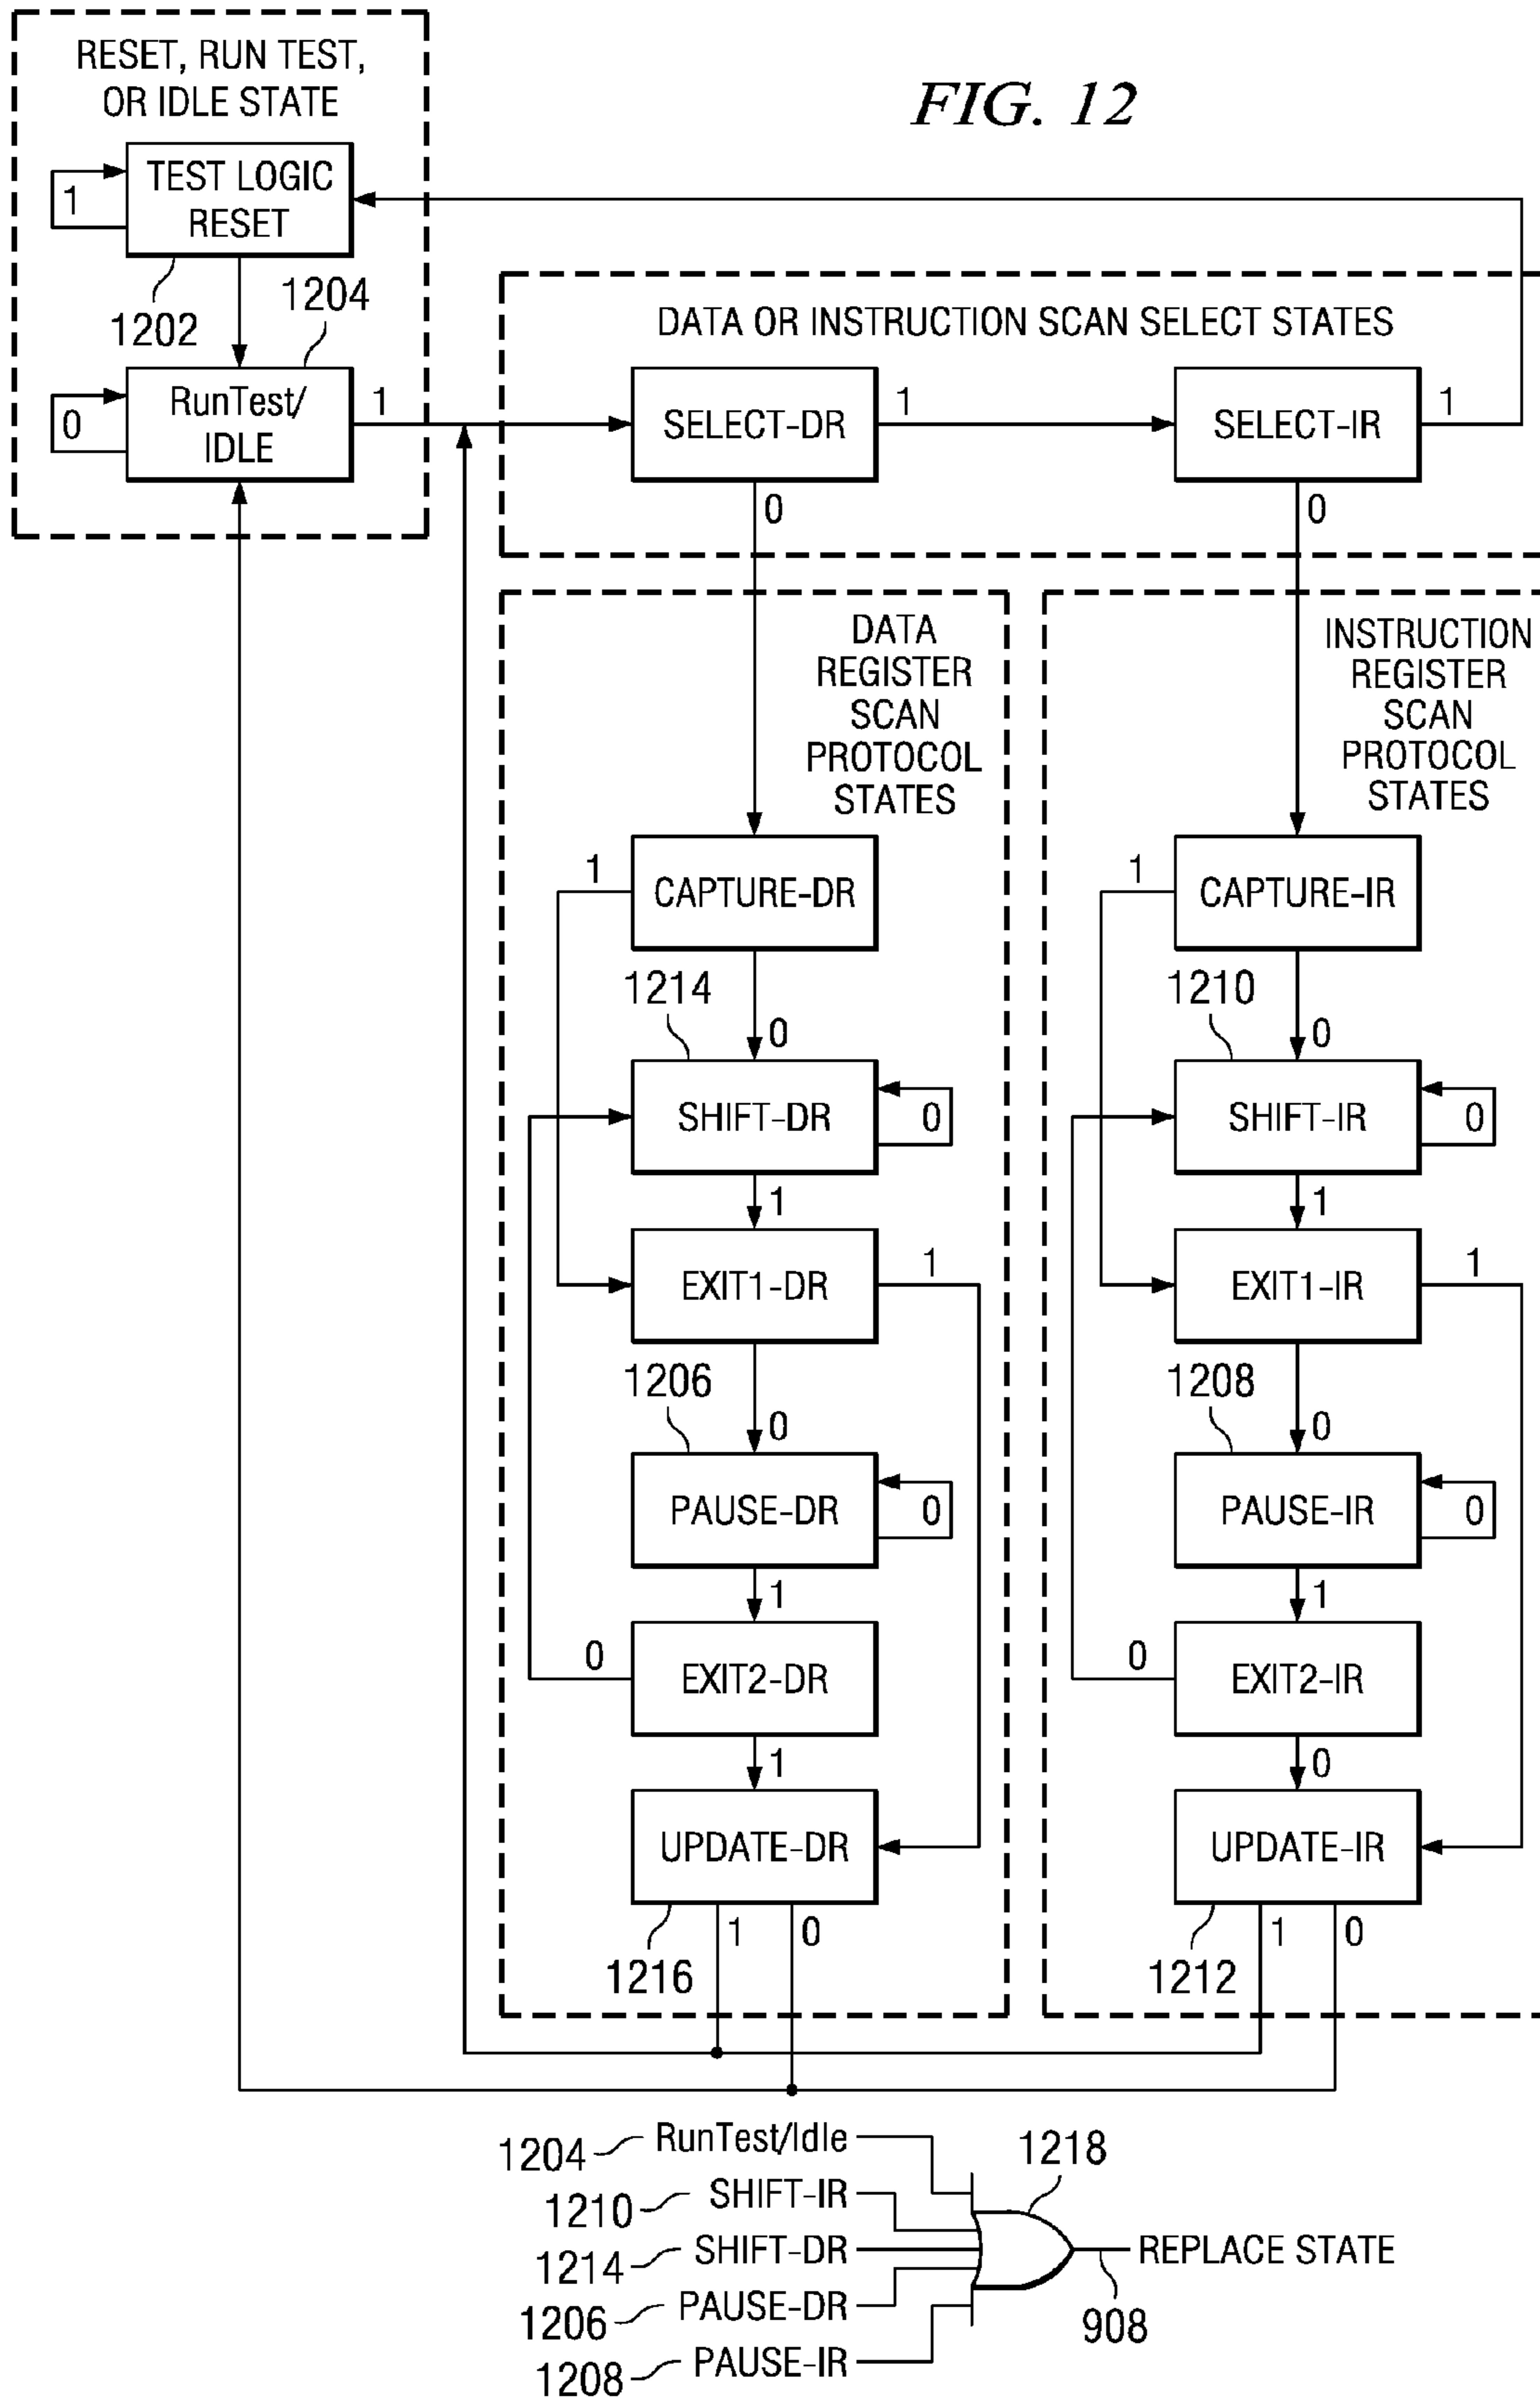 FIG. 12
RESET, RUN TEST,
OR IDLE STATE
TEST LOGIC
RESET
1
1202
1204
RunTest/
IDLE
0
1
DATA OR INSTRUCTION SCAN SELECT STATES
SELECT-DR
1
SELECT-IR
1
0
0
DATA
REGISTER
SCAN
PROTOCOL
STATES
1
CAPTURE-DR
1214
0
SHIFT-DR
0
1
EXIT1-DR
1
1206
0
PAUSE-DR
0
1
0
EXIT2-DR
1
UPDATE-DR
1216
1
0
INSTRUCTION
REGISTER
SCAN
PROTOCOL
STATES
1
CAPTURE-IR
1210
0
SHIFT-IR
0
1
EXIT1-IR
1
1208
0
PAUSE-IR
0
1
0
EXIT2-IR
0
UPDATE-IR
1212
1
0
1204 RunTest/Idle
1210 SHIFT-IR
1214 SHIFT-DR
1206 PAUSE-DR
1208 PAUSE-IR
1218
REPLACE STATE
908